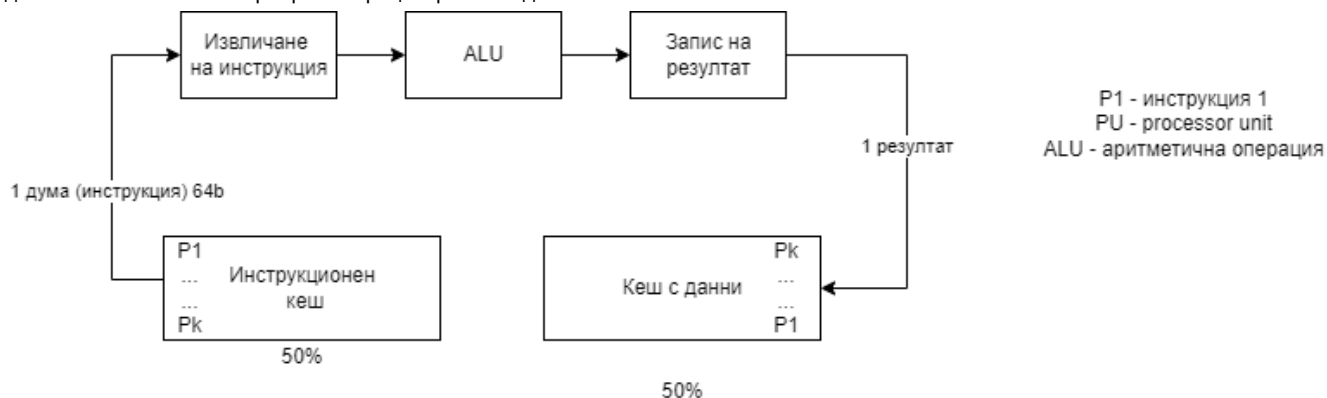 Извличане
на инструкция
ALU
Запис на
резултат
P1 - инструкция 1
PU - processor unit
ALU - аритметична операция
1 резултат
1 дума (инструкция) 64b
P1
...
...
Pk
Инструкционен
кеш
Кеш с данни
Pk
...
...
P1
50%
50%